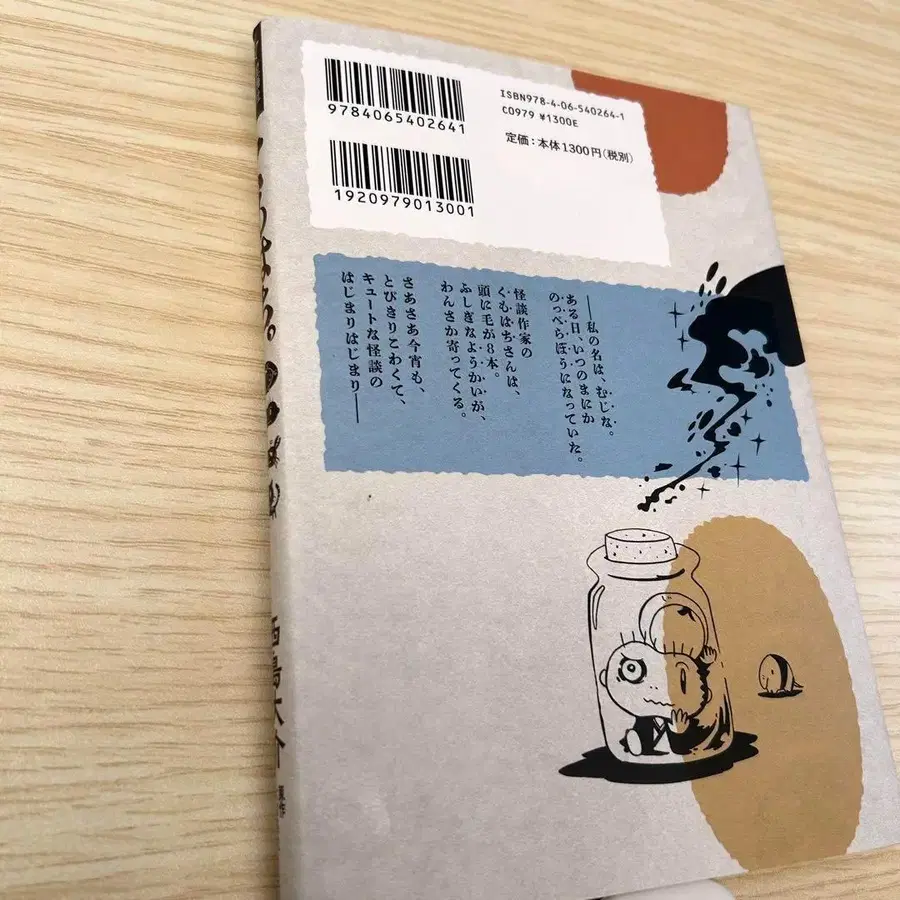 9784065402641
1920979013001
ISBN978-4-06-540264-1
C0979 ¥1300E
定価：本体1300円（税別）
――私の名は、むじな。
ある日、いつのまにか
のっぺらぼうになっていた。
怪談作家の
くもはちさんは、
頭に毛が8本。
ふしぎなようかいが、
わんさか寄ってくる。
さあさあ今宵も、
とびきりこわくて、
キュートな怪談の
はじまりはじまり――
西島大介
原作